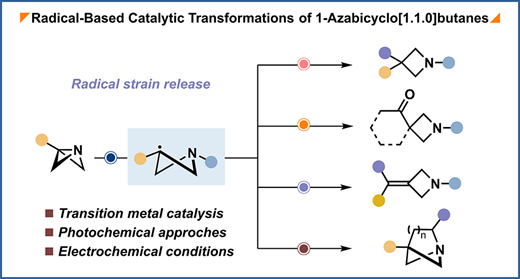 Radical-Based Catalytic Transformations of 1-Azabicyclo[1.1.0]butanes
Radical strain release
N
N
N
O
N
N
n
N
Transition metal catalysis
Photochemical approches
Electrochemical conditions